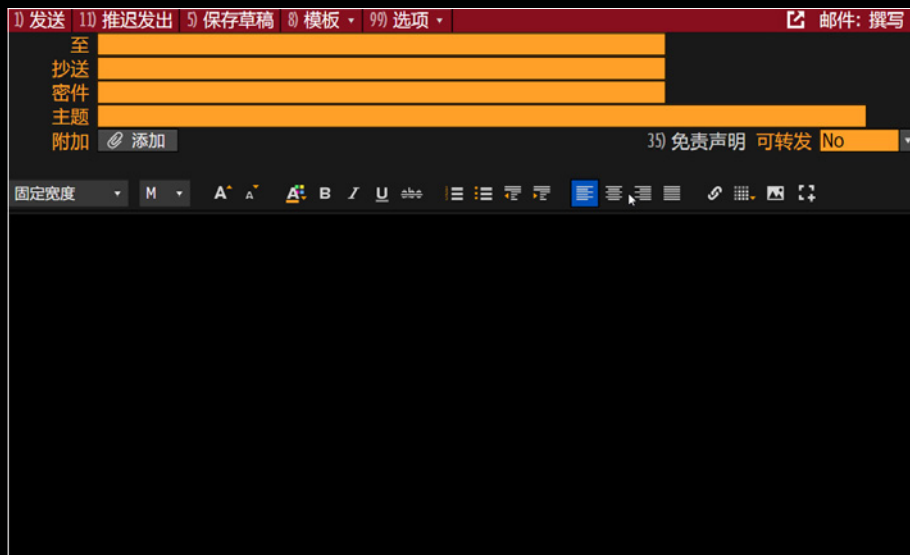 1) 发送 11) 推迟发出 5) 保存草稿 8) 模板 99) 选项 邮件: 撰写
至
抄送
密件
主题
附加 添加 35) 免责声明 可转发 No
固定宽度 M A A A B I U abc